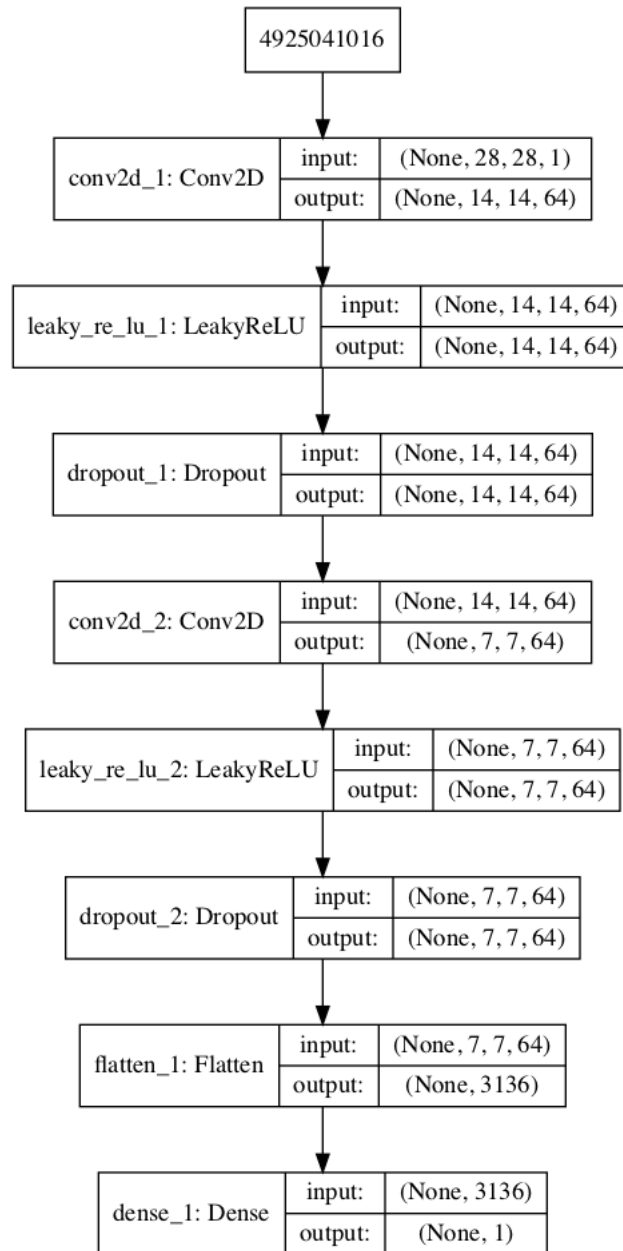 4925041016
conv2d_1: Conv2D
input:
(None, 28, 28, 1)
output:
(None, 14, 14, 64)
leaky_re_lu_1: LeakyReLU
input:
(None, 14, 14, 64)
output:
(None, 14, 14, 64)
dropout_1: Dropout
input:
(None, 14, 14, 64)
output:
(None, 14, 14, 64)
conv2d_2: Conv2D
input:
(None, 14, 14, 64)
output:
(None, 7, 7, 64)
leaky_re_lu_2: LeakyReLU
input:
(None, 7, 7, 64)
output:
(None, 7, 7, 64)
dropout_2: Dropout
input:
(None, 7, 7, 64)
output:
(None, 7, 7, 64)
flatten_1: Flatten
input:
(None, 7, 7, 64)
output:
(None, 3136)
dense_1: Dense
input:
(None, 3136)
output:
(None, 1)